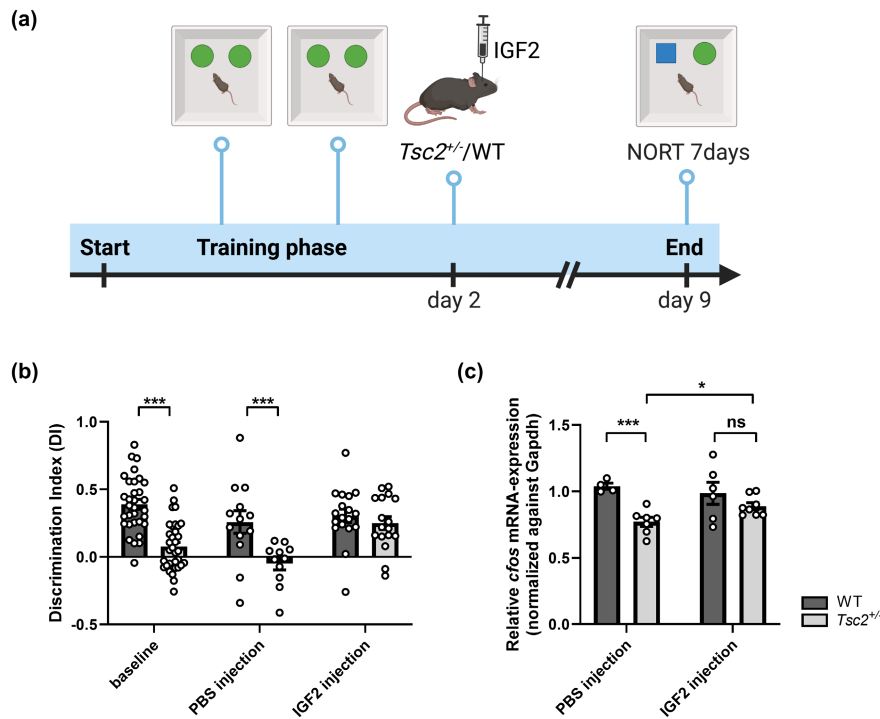 (a)
IGF2
Tsc2+/-/WT
NORT 7days
Start
Training phase
End
day 2
day 9
(b)
Discrimination Index (DI)
1.0
0.5
0.0
-0.5
***
***
baseline
PBS injection
IGF2 injection
(c)
Relative cfos mRNA-expression
(normalized against Gapdh)
1.5
1.0
0.5
0.0
*
***
ns
PBS injection
IGF2 injection
WT
Tsc2+/